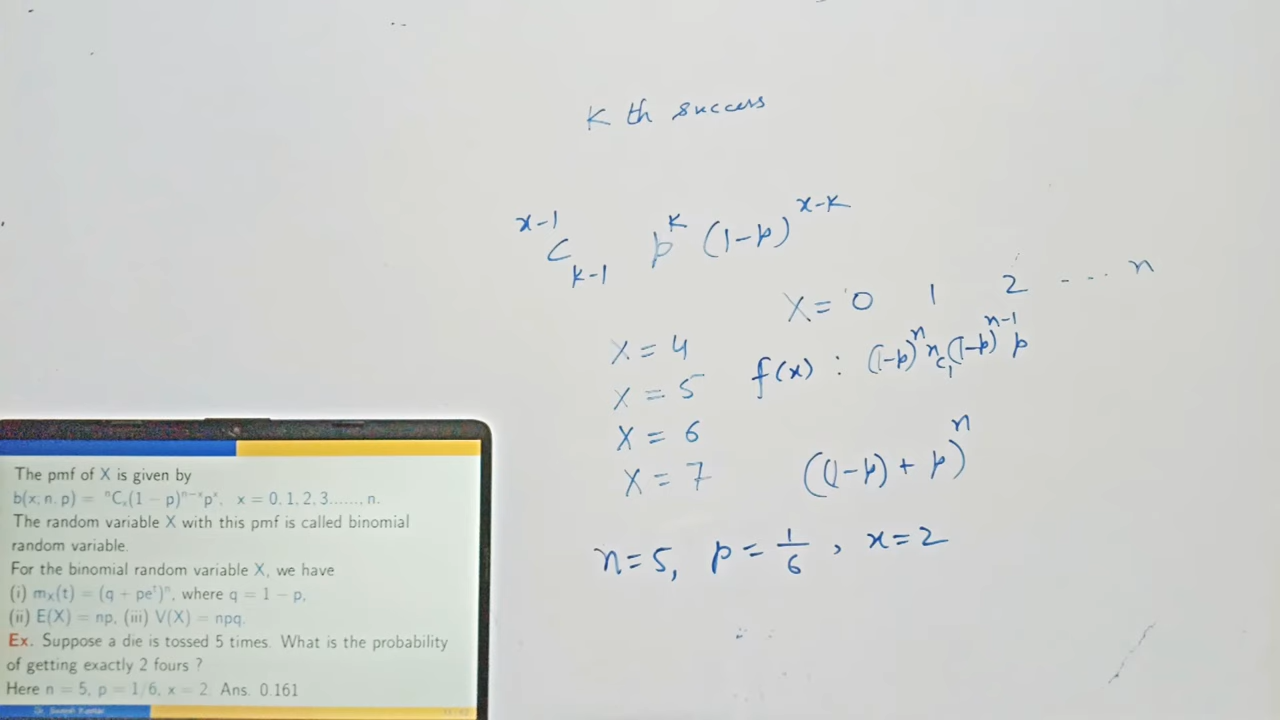 K th success
x-1 C k-1 p^k (1-p)^x-k
X = 0 1 2 ---- n
f(x) : (1-p)^n nc1 (1-p)^n-1 p
X = 4
X = 5
X = 6
X = 7
((1-p) + p)^n
n=5, p = 1/6, x=2
The pmf of X is given by
b(x; n, p) = ⁿCₓ(1 − p)ⁿ⁻ˣpˣ, x = 0, 1, 2, 3......, n.
The random variable X with this pmf is called binomial
random variable.
For the binomial random variable X, we have
(i) mₓ(t) = (q + peᵗ)ⁿ, where q = 1 − p,
(ii) E(X) = np, (iii) V(X) = npq.
Ex. Suppose a die is tossed 5 times. What is the probability
of getting exactly 2 fours ?
Here n = 5, p = 1/6, x = 2. Ans. 0.161